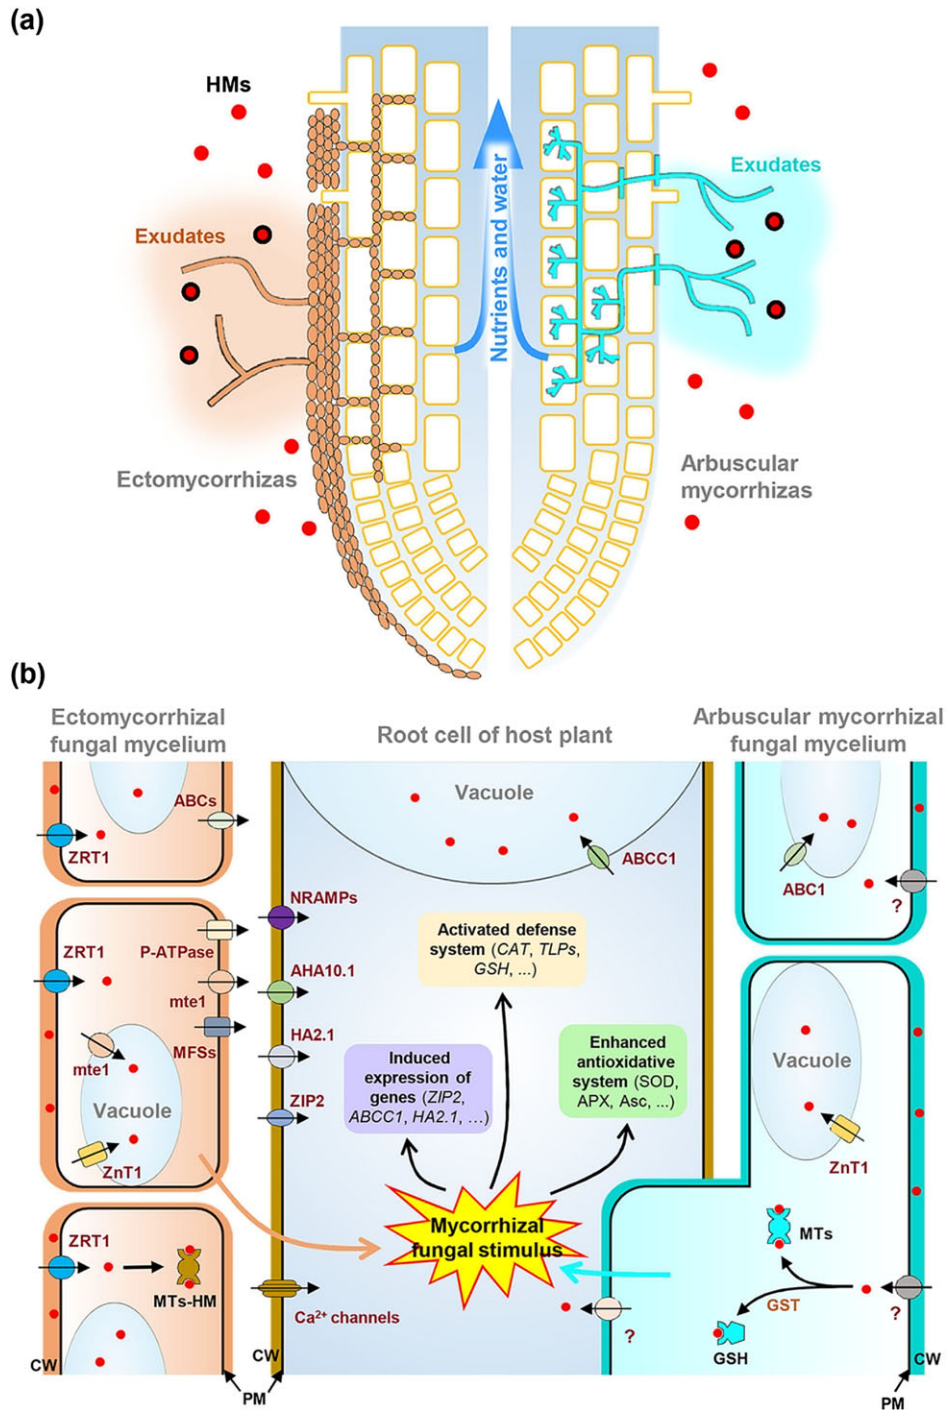 (a)
HMs
Exudates
Exudates
Nutrients and water
Ectomycorrhizas
Arbuscular
mycorrhizas
(b)
Ectomycorrhizal
fungal mycelium
Root cell of host plant
Arbuscular mycorrhizal
fungal mycelium
ABCs
ZRT1
Vacuole
ABCC1
ABC1
?
NRAMPs
Activated defense
system (CAT, TLPs,
GSH, ...)
ZRT1
P-ATPase
mte1
MFSs
mte1
Vacuole
ZnT1
AHA10.1
HA2.1
ZIP2
Induced
expression of
genes (ZIP2,
ABCC1, HA2.1, …)
Enhanced
antioxidative
system (SOD,
APX, Asc, ...)
Vacuole
ZnT1
Mycorrhizal
fungal stimulus
ZRT1
MTs-HM
Ca²⁺ channels
?
MTs
GST
GSH
?
CW
PM
CW
PM
CW